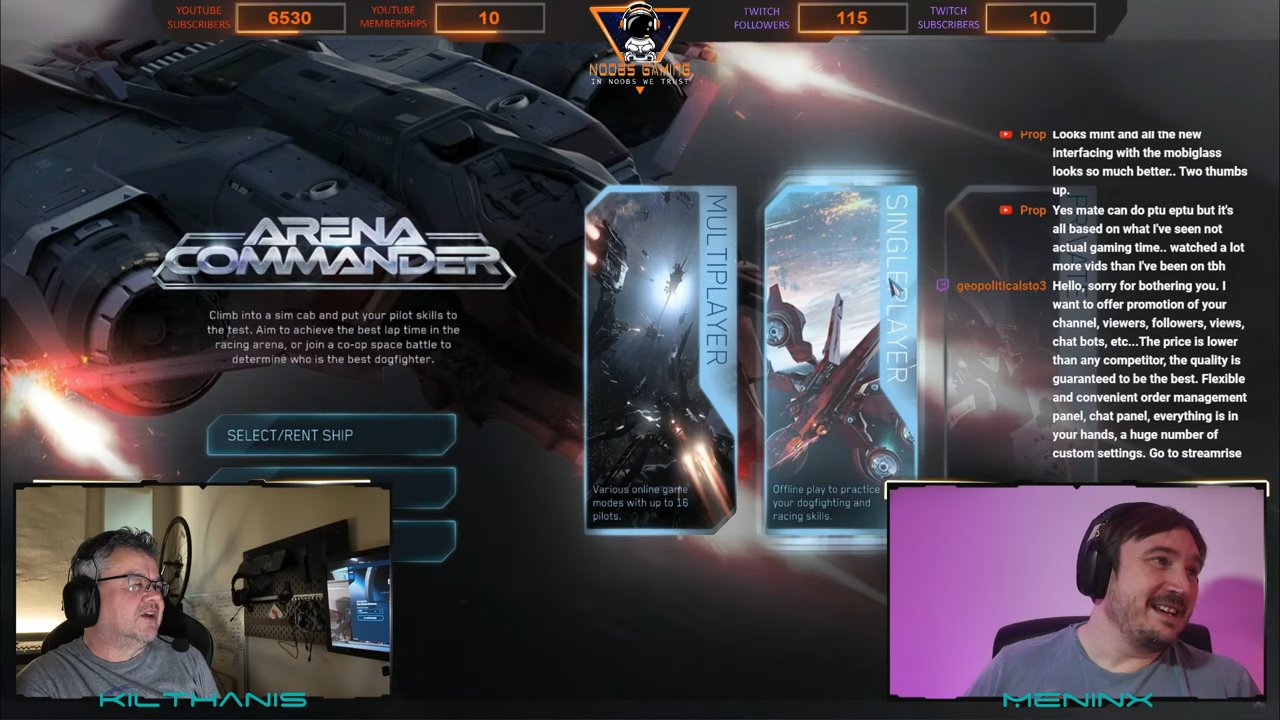 YOUTUBE
SUBSCRIBERS
6530
YOUTUBE
MEMBERSHIPS
10
NOOBS GAMING
IN NOOBS WE TRUST
TWITCH
FOLLOWERS
115
TWITCH
SUBSCRIBERS
10
AEGIS
ARENA
COMMANDER
Climb into a sim cab and put your pilot skills to
the test. Aim to achieve the best lap time in the
racing arena, or join a co-op space battle to
determine who is the best dogfighter.
SELECT/RENT SHIP
MULTIPLAYER
Various online game
modes with up to 16
pilots.
SINGLEPLAYER
Offline play to practice
your dogfighting and
racing skills.
Prop Looks mint and all the new
interfacing with the mobiglass
looks so much better.. Two thumbs
up.
Prop Yes mate can do ptu eptu but it's
all based on what I've seen not
actual gaming time.. watched a lot
more vids than I've been on tbh
geopoliticalsto3 Hello, sorry for bothering you. I
want to offer promotion of your
channel, viewers, followers, views,
chat bots, etc...The price is lower
than any competitor, the quality is
guaranteed to be the best. Flexible
and convenient order management
panel, chat panel, everything is in
your hands, a huge number of
custom settings. Go to streamrise
KILTHANIS
MENINX